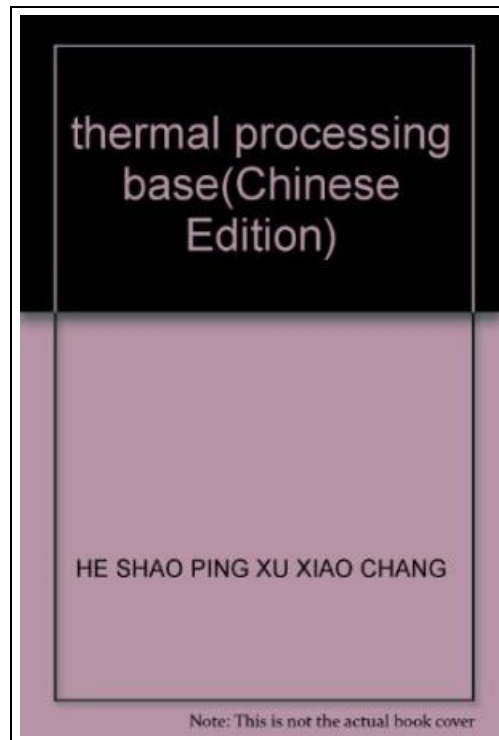 thermal processing
base(Chinese
Edition)
HE SHAO PING XU XIAO CHANG
Note: This is not the actual book cover